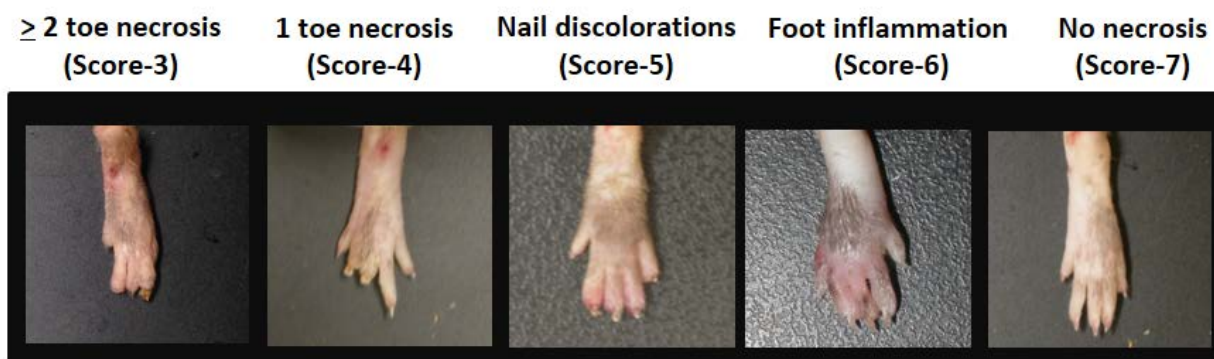 ≥ 2 toe necrosis
(Score-3)
1 toe necrosis
(Score-4)
Nail discolorations
(Score-5)
Foot inflammation
(Score-6)
No necrosis
(Score-7)